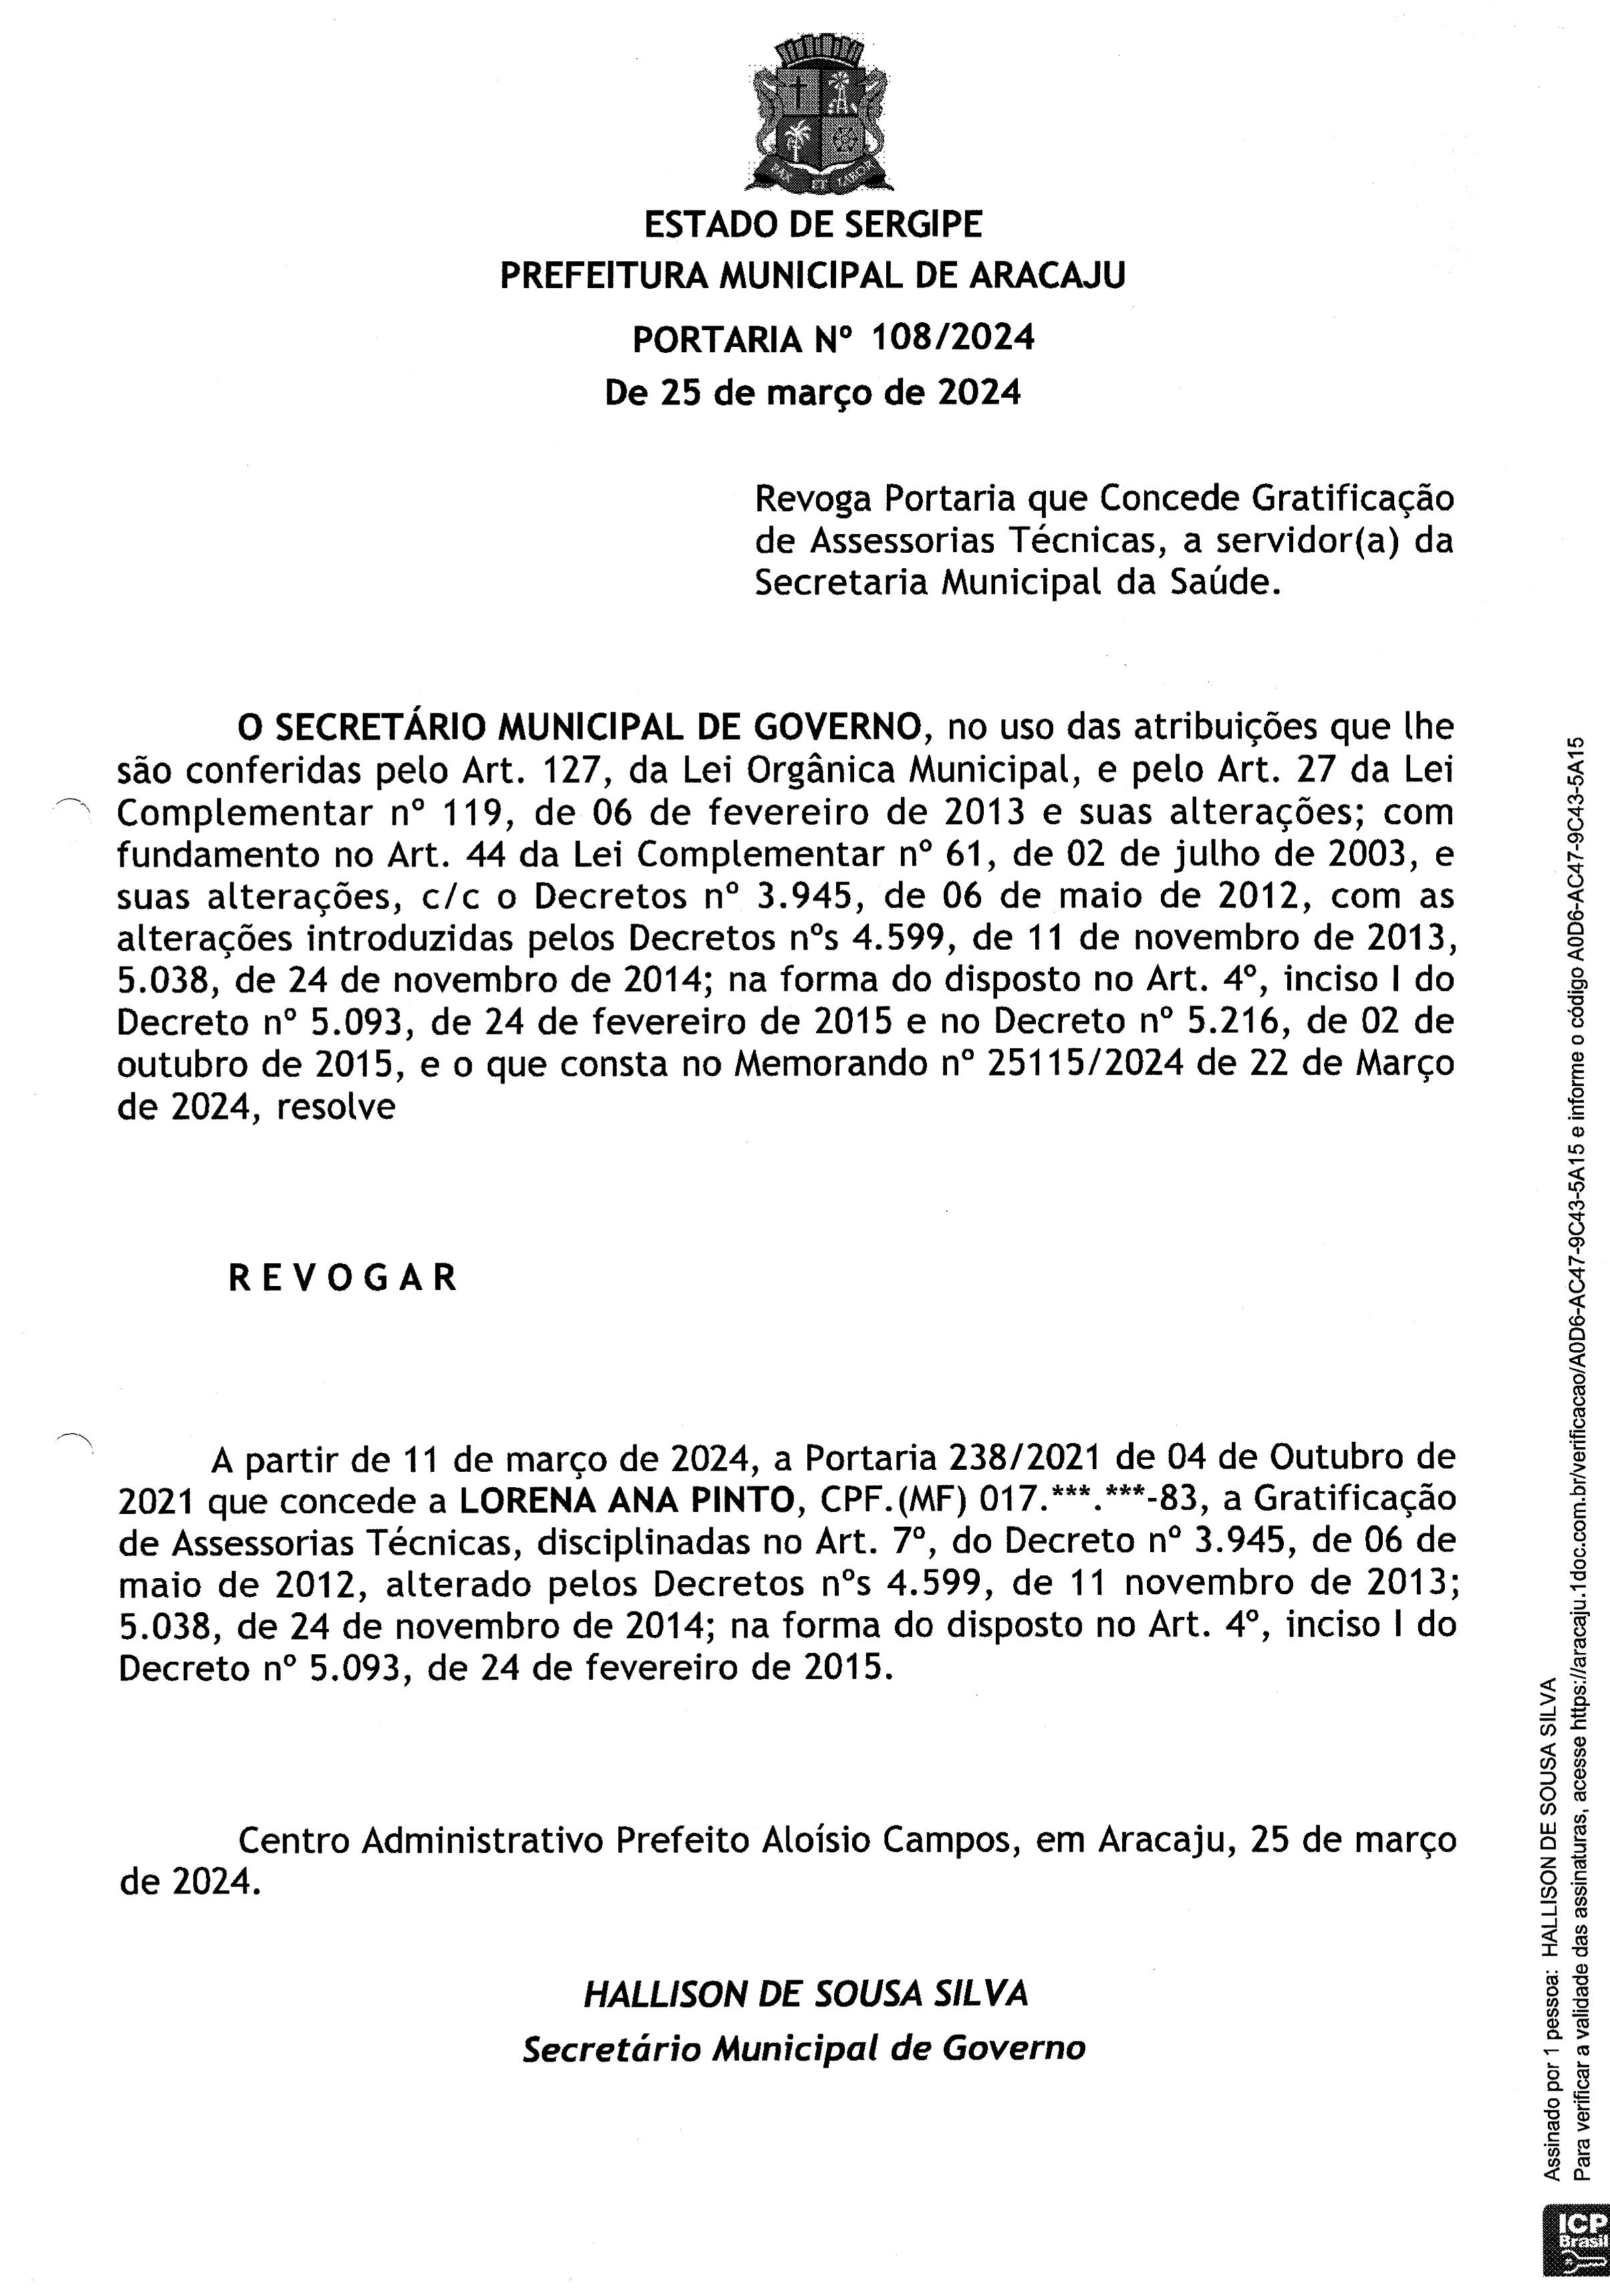 PAX ET LABOR
ESTADO DE SERGIPE
PREFEITURA MUNICIPAL DE ARACAJU
PORTARIA Nº 108/2024
De 25 de março de 2024
Revoga Portaria que Concede Gratificação
de Assessorias Técnicas, a servidor(a) da
Secretaria Municipal da Saúde.
O SECRETÁRIO MUNICIPAL DE GOVERNO, no uso das atribuições que lhe
são conferidas pelo Art. 127, da Lei Orgânica Municipal, e pelo Art. 27 da Lei
Complementar nº 119, de 06 de fevereiro de 2013 e suas alterações; com
fundamento no Art. 44 da Lei Complementar nº 61, de 02 de julho de 2003, e
suas alterações, c/c o Decretos nº 3.945, de 06 de maio de 2012, com as
alterações introduzidas pelos Decretos nºs 4.599, de 11 de novembro de 2013,
5.038, de 24 de novembro de 2014; na forma do disposto no Art. 4º, inciso I do
Decreto nº 5.093, de 24 de fevereiro de 2015 e no Decreto nº 5.216, de 02 de
outubro de 2015, e o que consta no Memorando nº 25115/2024 de 22 de Março
de 2024, resolve
R E V O G A R
A partir de 11 de março de 2024, a Portaria 238/2021 de 04 de Outubro de
2021 que concede a LORENA ANA PINTO, CPF.(MF) 017.***.***-83, a Gratificação
de Assessorias Técnicas, disciplinadas no Art. 7º, do Decreto nº 3.945, de 06 de
maio de 2012, alterado pelos Decretos nºs 4.599, de 11 novembro de 2013;
5.038, de 24 de novembro de 2014; na forma do disposto no Art. 4º, inciso I do
Decreto nº 5.093, de 24 de fevereiro de 2015.
Centro Administrativo Prefeito Aloísio Campos, em Aracaju, 25 de março
de 2024.
HALLISON DE SOUSA SILVA
Secretário Municipal de Governo
Assinado por 1 pessoa: HALLISON DE SOUSA SILVA
Para verificar a validade das assinaturas, acesse https://aracaju.1doc.com.br/verificacao/A0D6-AC47-9C43-5A15 e informe o código A0D6-AC47-9C43-5A15
ICP
Brasil